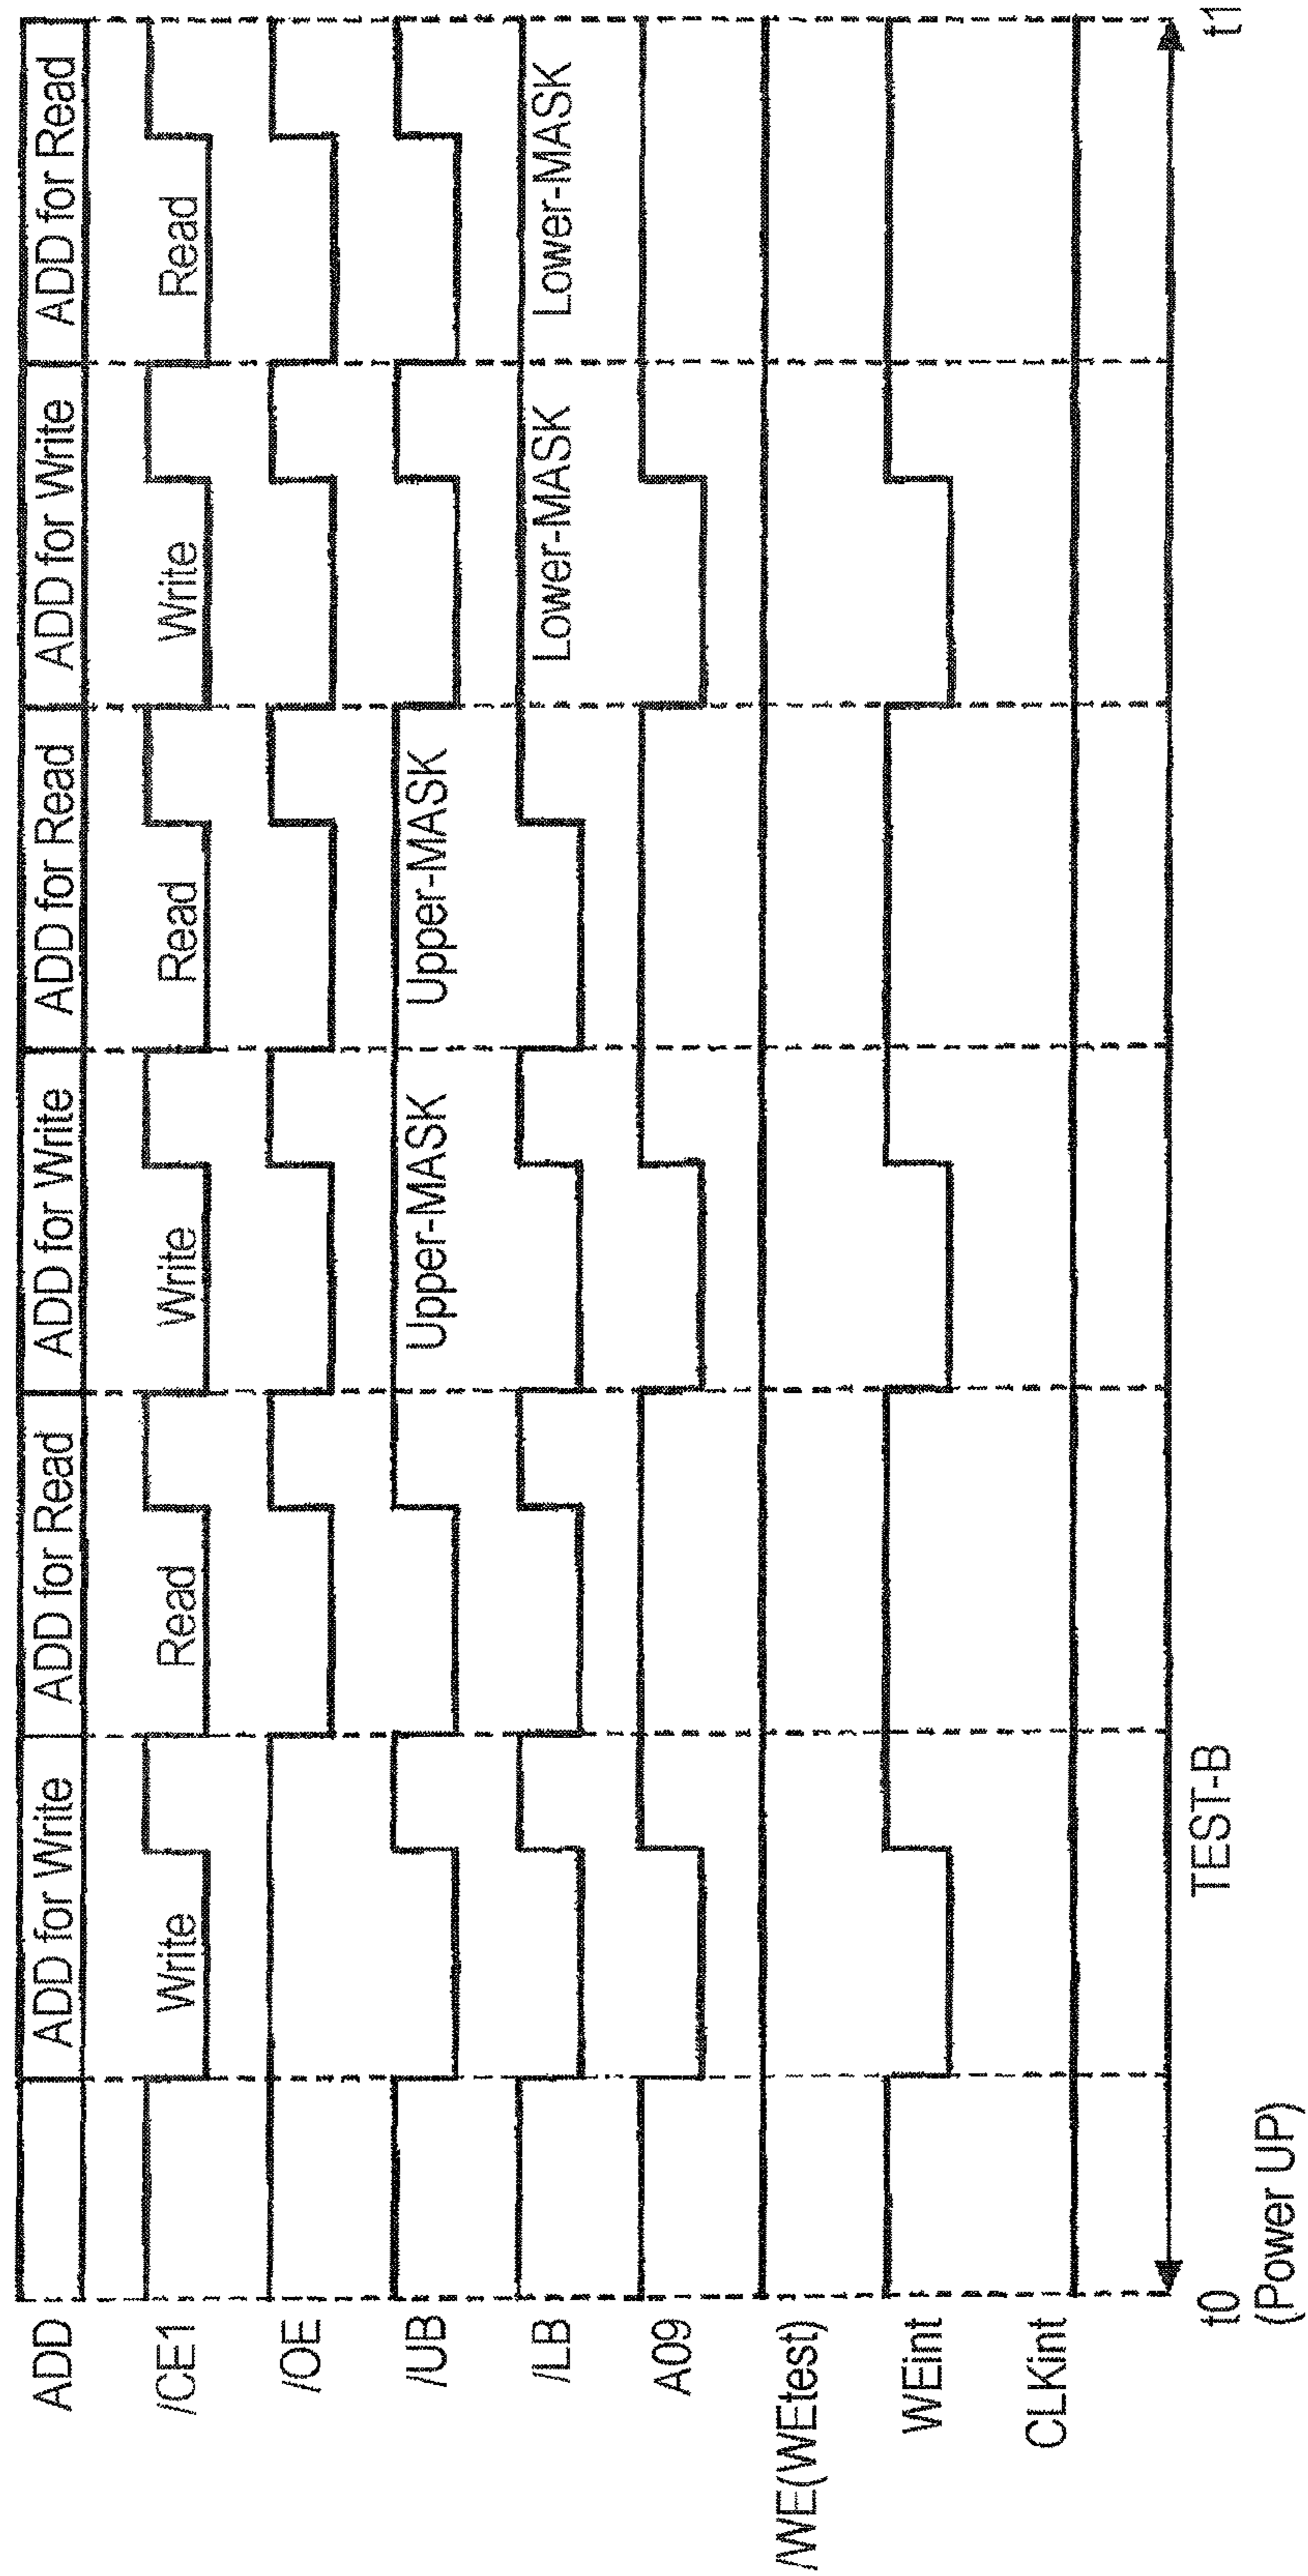 ADD
ADD for Write
ADD for Read
ADD for Write
ADD for Read
ADD for Write
ADD for Read
/CE1
Write
Read
Write
Read
Write
Read
/OE
/UB
Upper-MASK
Upper-MASK
/LB
Lower-MASK
Lower-MASK
A09
/WE(WEtest)
WEint
CLKint
t0
TEST-B
t1
(Power UP)